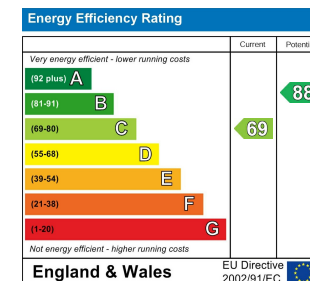 Energy Efficiency Rating
Current Potenti
Very energy efficient - lower running costs
(92 plus) A
(81-91) B
88
(69-80) C
69
(55-68) D
(39-54) E
(21-38) F
(1-20) G
Not energy efficient - higher running costs
England & Wales
EU Directive
2002/91/EC